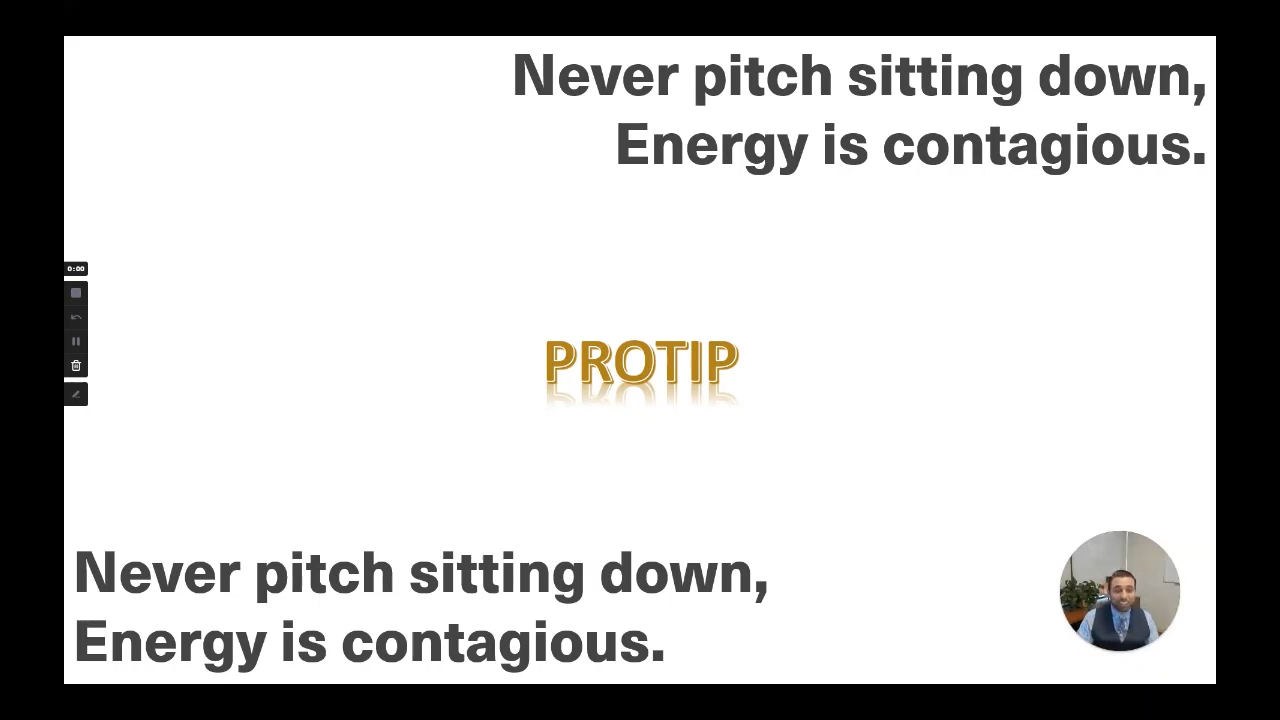 Never pitch sitting down,
Energy is contagious.
0:00
PROTIP
Never pitch sitting down,
Energy is contagious.